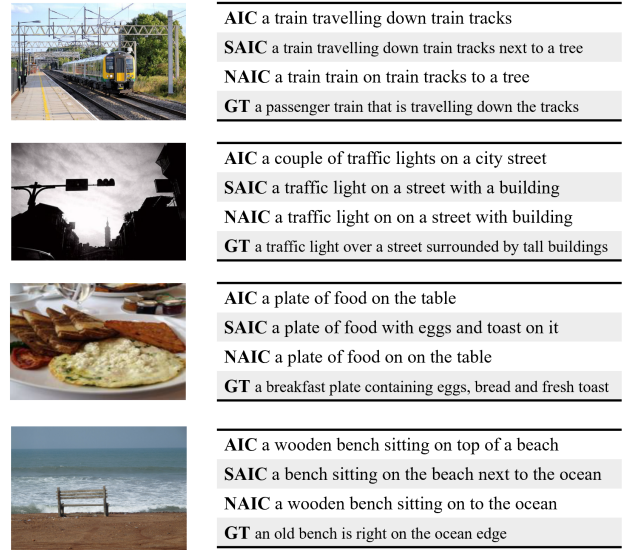 AIC a train travelling down train tracks
SAIC a train travelling down train tracks next to a tree
NAIC a train train on train tracks to a tree
GT a passenger train that is travelling down the tracks
AIC a couple of traffic lights on a city street
SAIC a traffic light on a street with a building
NAIC a traffic light on on a street with building
GT a traffic light over a street surrounded by tall buildings
AIC a plate of food on the table
SAIC a plate of food with eggs and toast on it
NAIC a plate of food on on the table
GT a breakfast plate containing eggs, bread and fresh toast
AIC a wooden bench sitting on top of a beach
SAIC a bench sitting on the beach next to the ocean
NAIC a wooden bench sitting on to the ocean
GT an old bench is right on the ocean edge